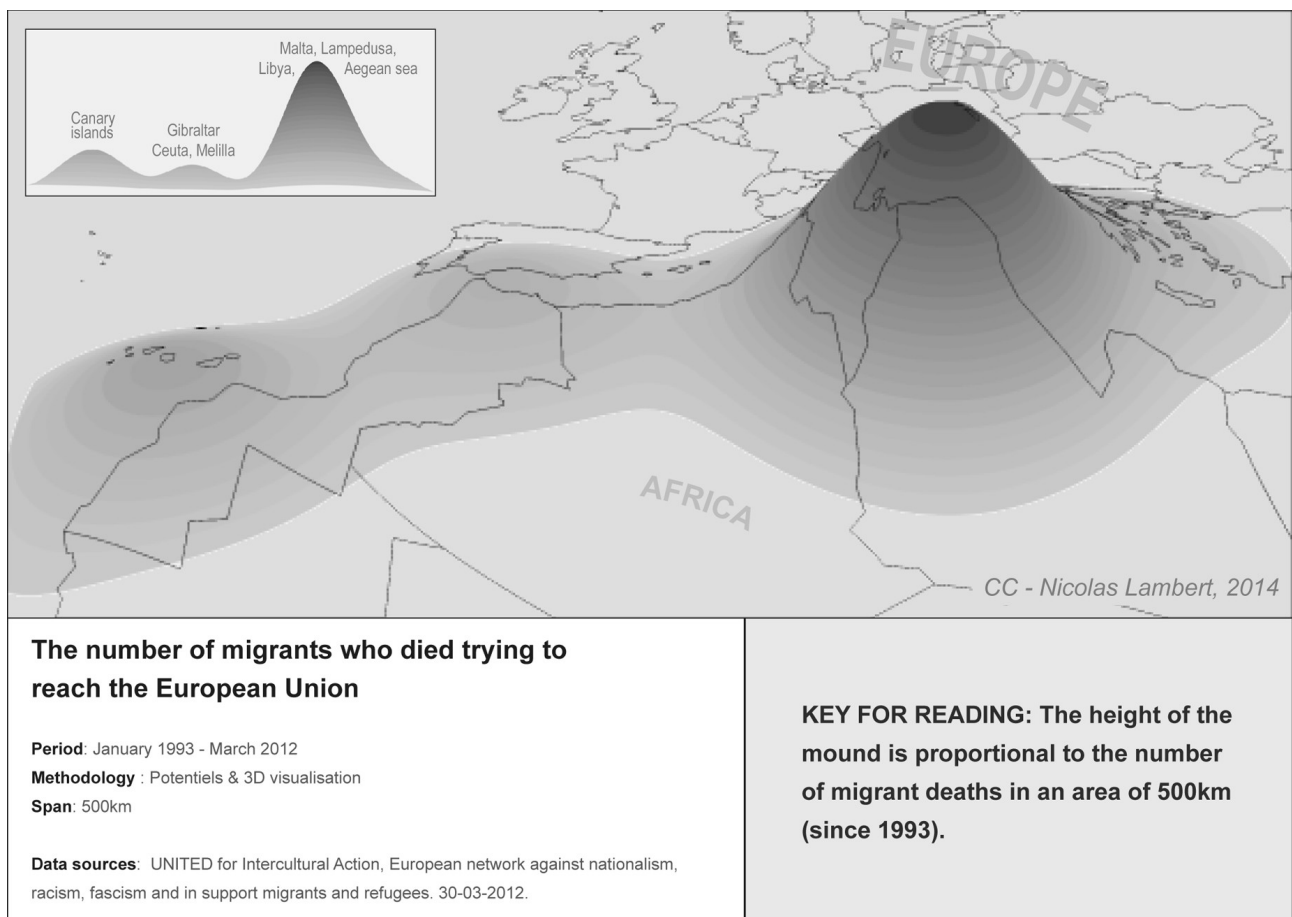 Malta, Lampedusa,
Libya, Aegean sea
Canary
islands
Gibraltar
Ceuta, Melilla
EUROPE
AFRICA
CC - Nicolas Lambert, 2014
The number of migrants who died trying to
reach the European Union
Period: January 1993 - March 2012
Methodology : Potentiels & 3D visualisation
Span: 500km
Data sources: UNITED for Intercultural Action, European network against nationalism,
racism, fascism and in support migrants and refugees. 30-03-2012.
KEY FOR READING: The height of the
mound is proportional to the number
of migrant deaths in an area of 500km
(since 1993).